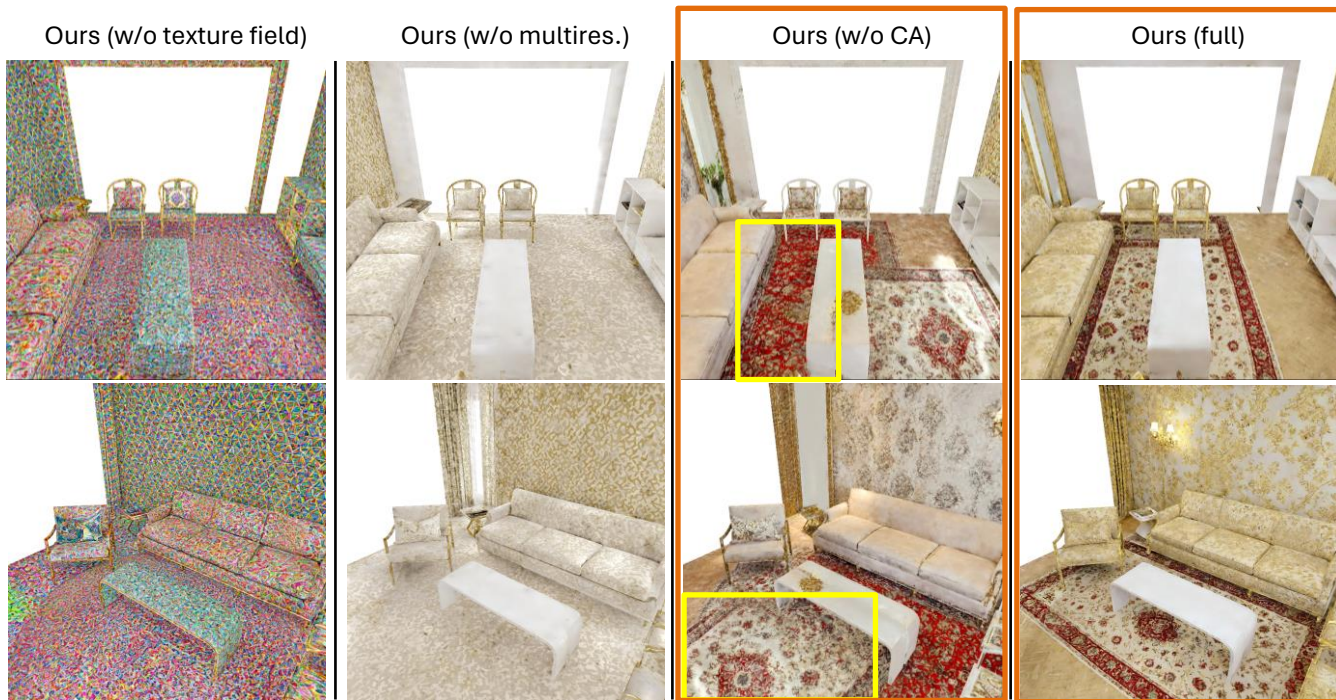 Ours (w/o texture field)
Ours (w/o multires.)
Ours (w/o CA)
Ours (full)